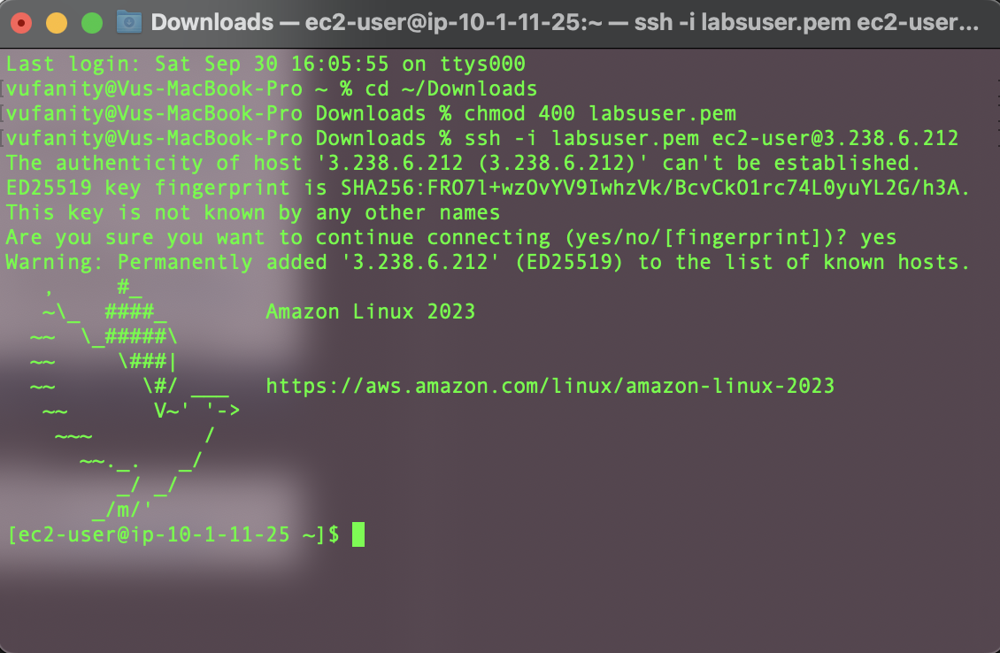 Downloads — ec2-user@ip-10-1-11-25:~ — ssh -i labsuser.pem ec2-user...
Last login: Sat Sep 30 16:05:55 on ttys000
[vufanity@Vus-MacBook-Pro ~ % cd ~/Downloads
[vufanity@Vus-MacBook-Pro Downloads % chmod 400 labsuser.pem
[vufanity@Vus-MacBook-Pro Downloads % ssh -i labsuser.pem ec2-user@3.238.6.212
The authenticity of host '3.238.6.212 (3.238.6.212)' can't be established.
ED25519 key fingerprint is SHA256:FRO7l+wzOvYV9IwhzVk/BcvCkO1rc74L0yuYL2G/h3A.
This key is not known by any other names
Are you sure you want to continue connecting (yes/no/[fingerprint])? yes
Warning: Permanently added '3.238.6.212' (ED25519) to the list of known hosts.
   ,     #_
   ~\_  ####_        Amazon Linux 2023
  ~~  \_#####\
  ~~     \###|
  ~~       \#/ ___   https://aws.amazon.com/linux/amazon-linux-2023
   ~~       V~' '->
    ~~~         /
      ~~._.   _/
         _/ _/
       _/m/'
[ec2-user@ip-10-1-11-25 ~]$